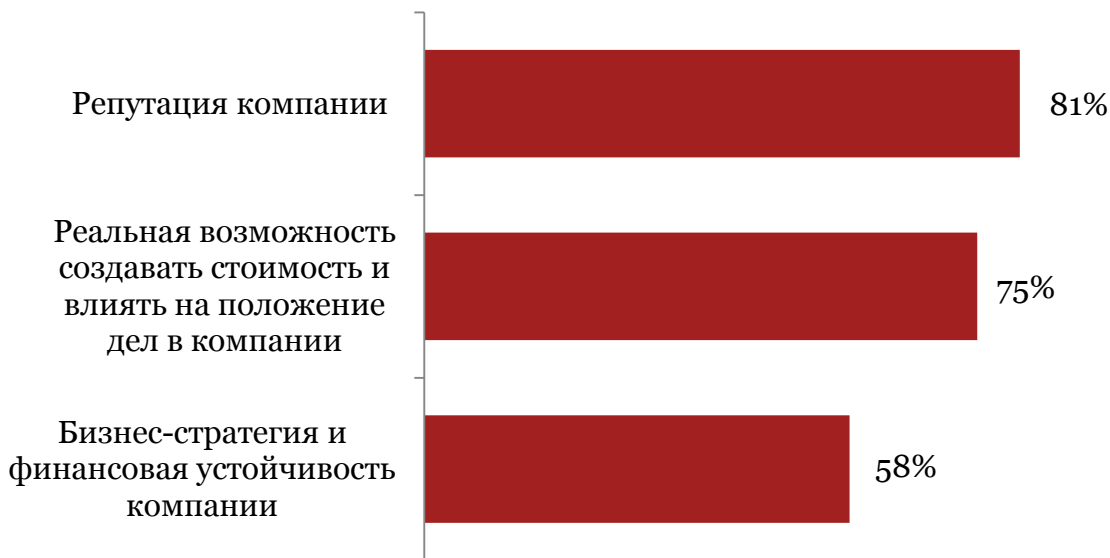 Репутация компании
81%
Реальная возможность
создавать стоимость и
влиять на положение
дел в компании
75%
Бизнес-стратегия и
финансовая устойчивость
компании
58%